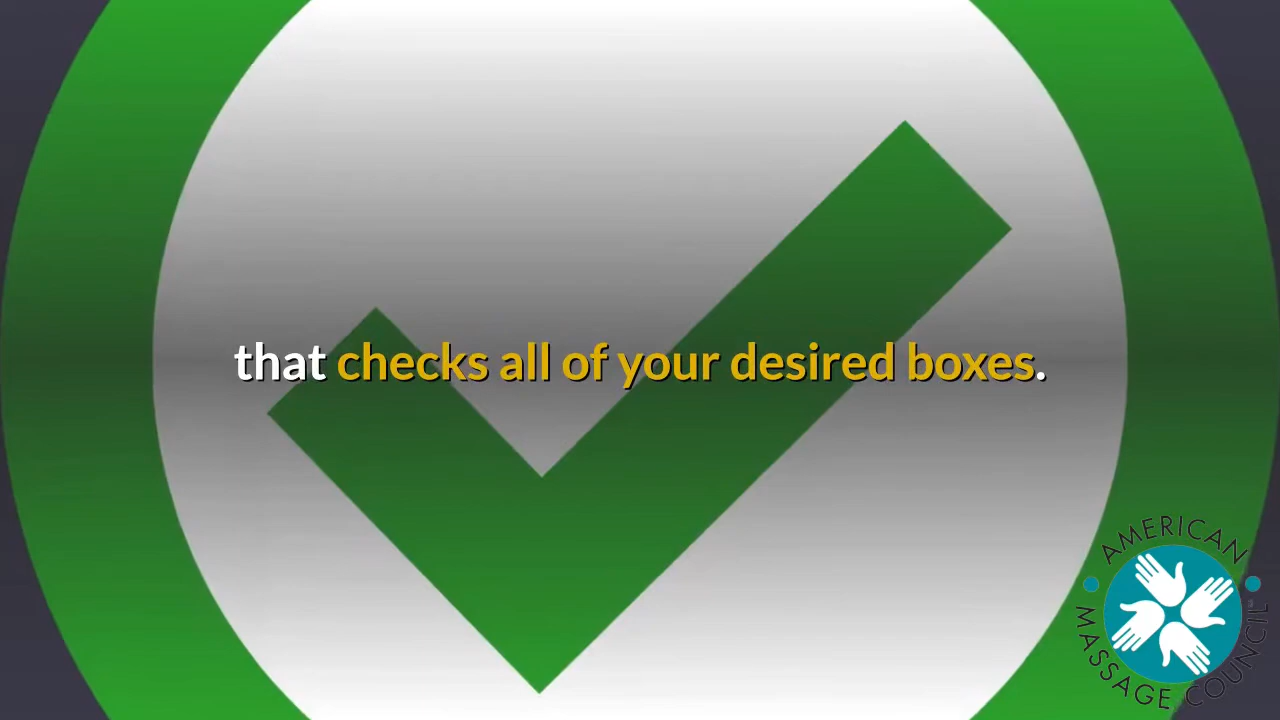 that checks all of your desired boxes.
AMERICAN
MASSAGE COUNCIL